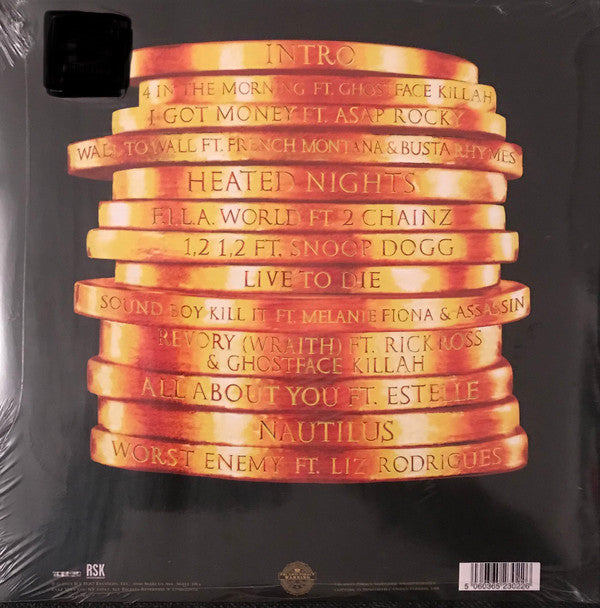 INTRO
4 IN THE MORNING FT. GHOSTFACE KILLAH
I GOT MONEY FT. ASAP ROCKY
WALL TO WALL FT. FRENCH MONTANA & BUSTA RHYMES
HEATED NIGHTS
F.I.L.A. WORLD FT. 2 CHAINZ
1,2 1,2 FT. SNOOP DOGG
LIVE TO DIE
SOUND BOY KILL IT FT. MELANIE FIONA & ASSASSIN
REVORY (WRAITH) FT. RICK ROSS
& GHOSTFACE KILLAH
ALL ABOUT YOU FT. ESTELLE
NAUTILUS
WORST ENEMY FT. LIZ RODRIGUES
RSK
WARNING
5 060365 230226